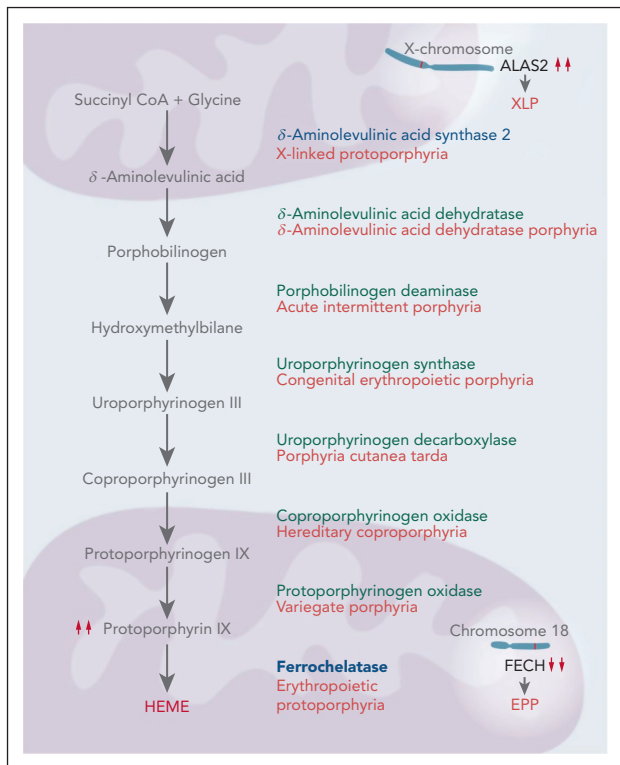 X-chromosome
ALAS2
XLP
Succinyl CoA + Glycine
δ-Aminolevulinic acid synthase 2
X-linked protoporphyria
δ-Aminolevulinic acid
δ-Aminolevulinic acid dehydratase
δ-Aminolevulinic acid dehydratase porphyria
Porphobilinogen
Porphobilinogen deaminase
Acute intermittent porphyria
Hydroxymethylbilane
Uroporphyrinogen synthase
Congenital erythropoietic porphyria
Uroporphyrinogen III
Uroporphyrinogen decarboxylase
Porphyria cutanea tarda
Coproporphyrinogen III
Coproporphyrinogen oxidase
Hereditary coproporphyria
Protoporphyrinogen IX
Protoporphyrinogen oxidase
Variegate porphyria
Protoporphyrin IX
Chromosome 18
Ferrochelatase
FECH
Erythropoietic
protoporphyria
HEME
EPP